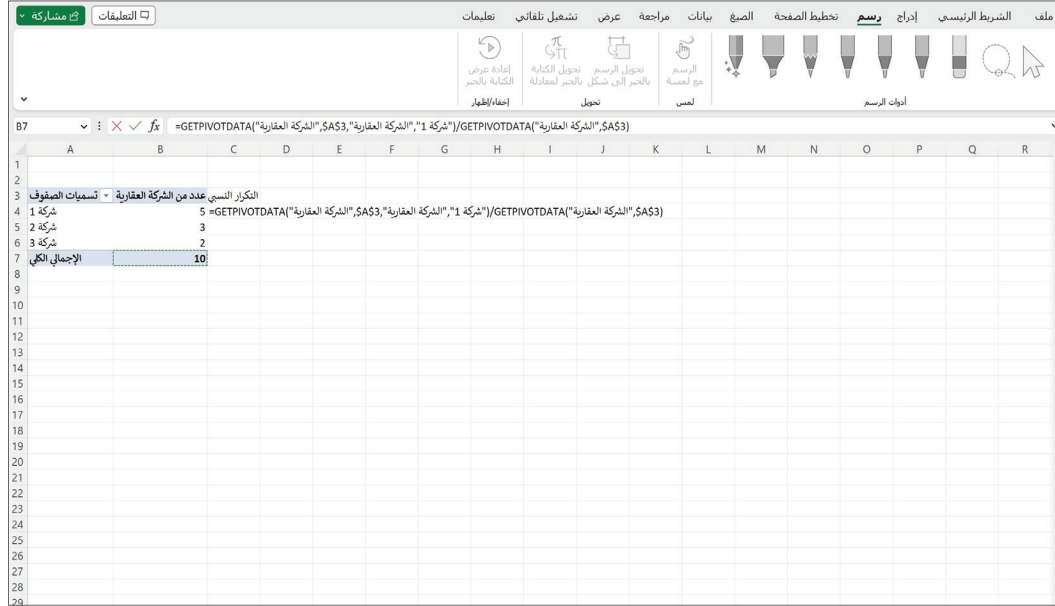 ملف الشريط الرئيسي إدراج رسم تخطيط الصفحة الصيغ بيانات مراجعة عرض تشغيل تلقائي تعليمات التعليقات مشاركة
الرسم مع لمسة
تحويل الرسم بالحبر إلى شكل
تحويل الكتابة بالحبر لمعادلة
إعادة عرض الكتابة بالحبر
أدوات الرسم لمس تحويل إخفاء/إظهار
B7 fx =GETPIVOTDATA("الشركة العقارية",$A$3,"الشركة العقارية","شركة 1")/GETPIVOTDATA("الشركة العقارية",$A$3)
A B C D E F G H I J K L M N O P Q R
1
2
3 تسميات الصفوف عدد من الشركة العقارية التكرار النسبي
4 شركة 1 5 =GETPIVOTDATA("الشركة العقارية",$A$3,"الشركة العقارية","شركة 1")/GETPIVOTDATA("الشركة العقارية",$A$3)
5 شركة 2 3
6 شركة 3 2
7 الإجمالي الكلي 10
8
9
10
11
12
13
14
15
16
17
18
19
20
21
22
23
24
25
26
27
28
29